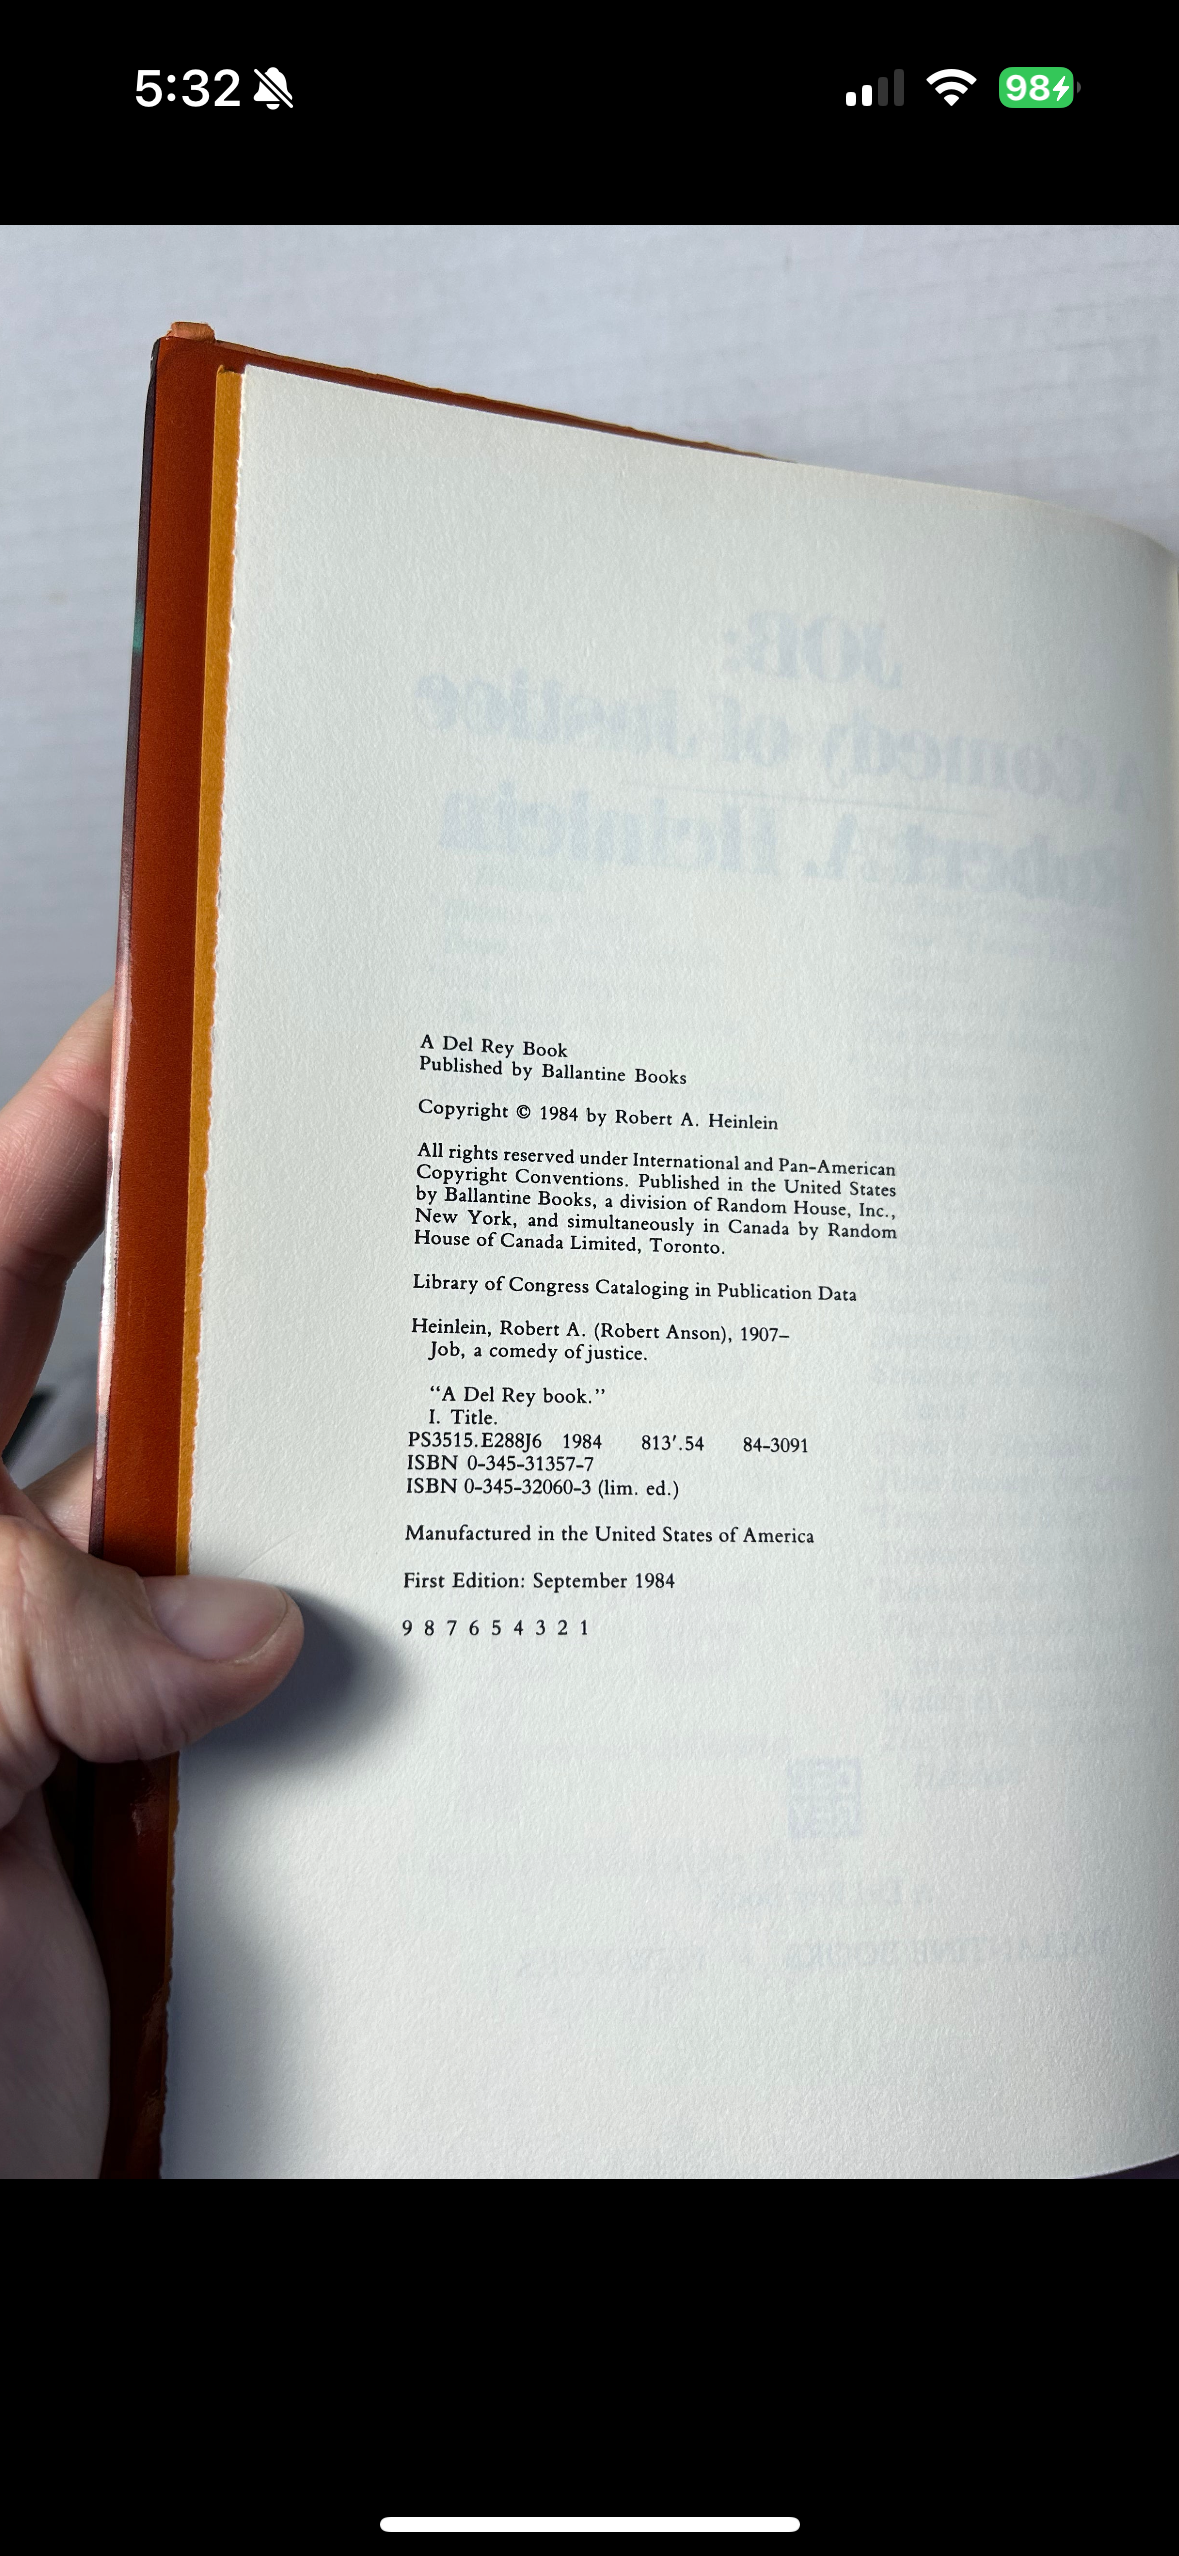 5:32
98
A Del Rey Book
Published by Ballantine Books
Copyright © 1984 by Robert A. Heinlein
All rights reserved under International and Pan-American
Copyright Conventions. Published in the United States
by Ballantine Books, a division of Random House, Inc.,
New York, and simultaneously in Canada by Random
House of Canada Limited, Toronto.
Library of Congress Cataloging in Publication Data
Heinlein, Robert A. (Robert Anson), 1907–
Job, a comedy of justice.
“A Del Rey book.”
I. Title.
PS3515.E288J6 1984 813′.54 84-3091
ISBN 0-345-31357-7
ISBN 0-345-32060-3 (lim. ed.)
Manufactured in the United States of America
First Edition: September 1984
9 8 7 6 5 4 3 2 1